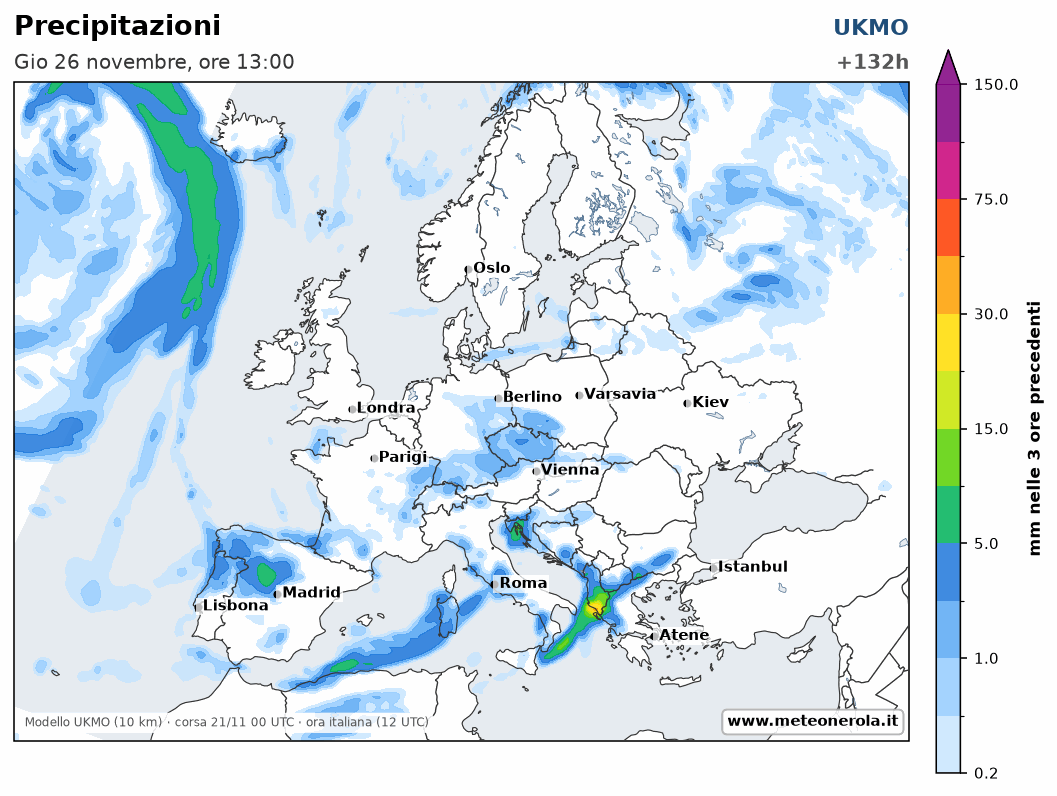 Precipitazioni
UKMO
Gio 26 novembre, ore 13:00
+132h
150.0
75.0
30.0
15.0
5.0
1.0
0.2
mm nelle 3 ore precedenti
Oslo
Berlino
Varsavia
Kiev
Londra
Parigi
Vienna
Istanbul
Roma
Madrid
Lisbona
Atene
Modello UKMO (10 km) · corsa 21/11 00 UTC · ora italiana (12 UTC)
www.meteonerola.it